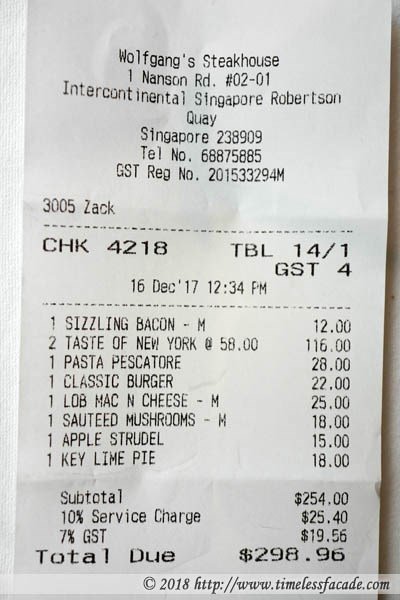 Wolfgang's Steakhouse
1 Nanson Rd. #02-01
Intercontinental Singapore Robertson
Quay
Singapore 238909
Tel No. 68875885
GST Reg No. 201533294M
3005 Zack
CHK 4218 TBL 14/1
GST 4
16 Dec'17 12:34 PM
1 SIZZLING BACON - M 12.00
2 TASTE OF NEW YORK @ 58.00 116.00
1 PASTA PESCATORE 28.00
1 CLASSIC BURGER 22.00
1 LOB MAC N CHEESE - M 25.00
1 SAUTEED MUSHROOMS - M 18.00
1 APPLE STRUDEL 15.00
1 KEY LIME PIE 18.00
Subtotal $254.00
10% Service Charge $25.40
7% GST $19.56
Total Due $298.96
© 2018 http://www.timelessfacade.com